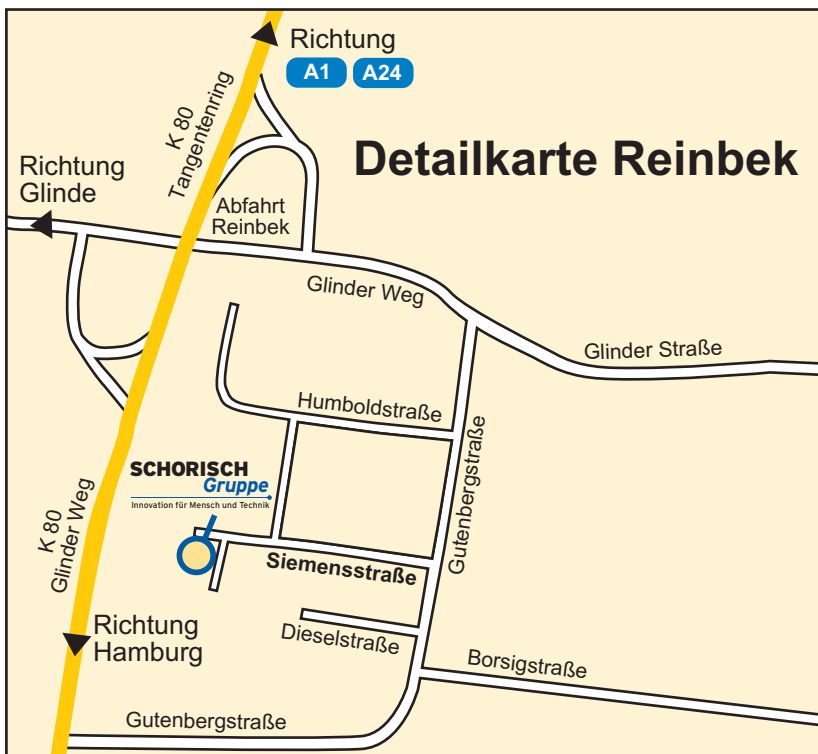 Richtung
A1 A24
K 80
Tangentenring
Detailkarte Reinbek
Richtung
Glinde
Abfahrt
Reinbek
Glinder Weg
Glinder Straße
Humboldstraße
Gutenbergstraße
SCHORISCH
Gruppe
Innovation für Mensch und Technik
K 80
Glinder Weg
Siemensstraße
Richtung
Hamburg
Dieselstraße
Borsigstraße
Gutenbergstraße